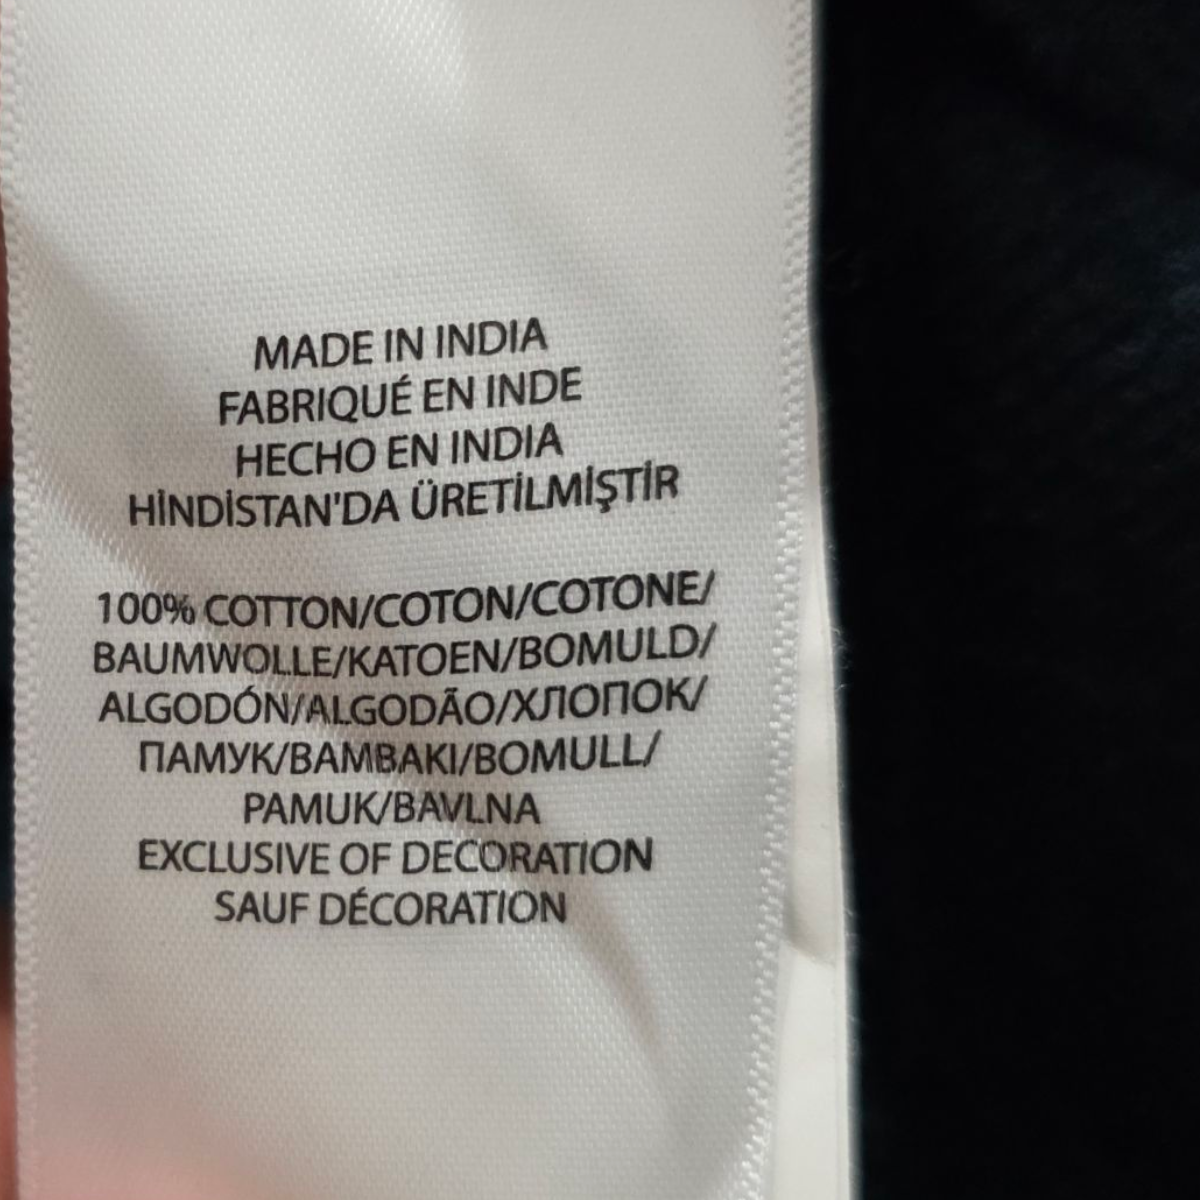 MADE IN INDIA
FABRIQUÉ EN INDE
HECHO EN INDIA
HİNDİSTAN'DA ÜRETİLMİŞTİR
100% COTTON/COTON/COTONE/
BAUMWOLLE/KATOEN/BOMULD/
ALGODÓN/ALGODÃO/ХЛОПОК/
ПАМУК/BAMBAKI/BOMULL/
PAMUK/BAVLNA
EXCLUSIVE OF DECORATION
SAUF DÉCORATION